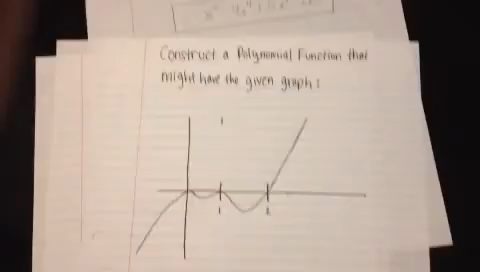 Construct a Polynomial Function that
might have the given graph:
1 2